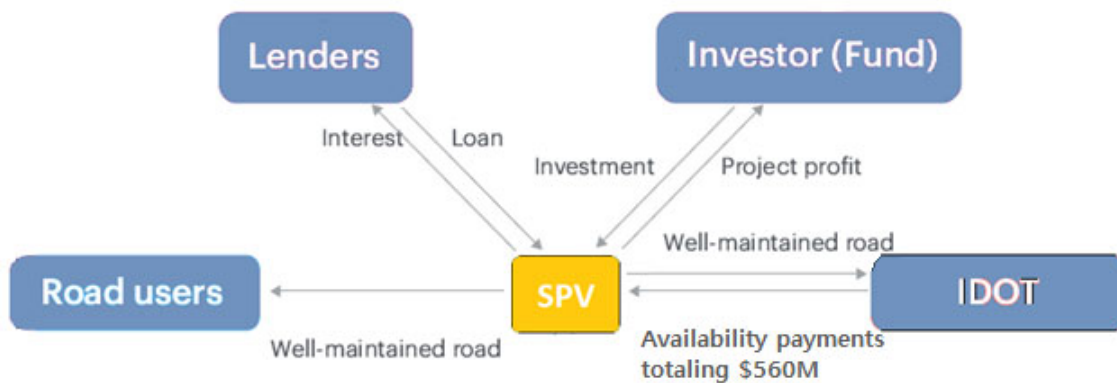 Lenders
Investor (Fund)
Interest
Loan
Investment
Project profit
Well-maintained road
Road users
SPV
IDOT
Well-maintained road
Availability payments
totaling $560M